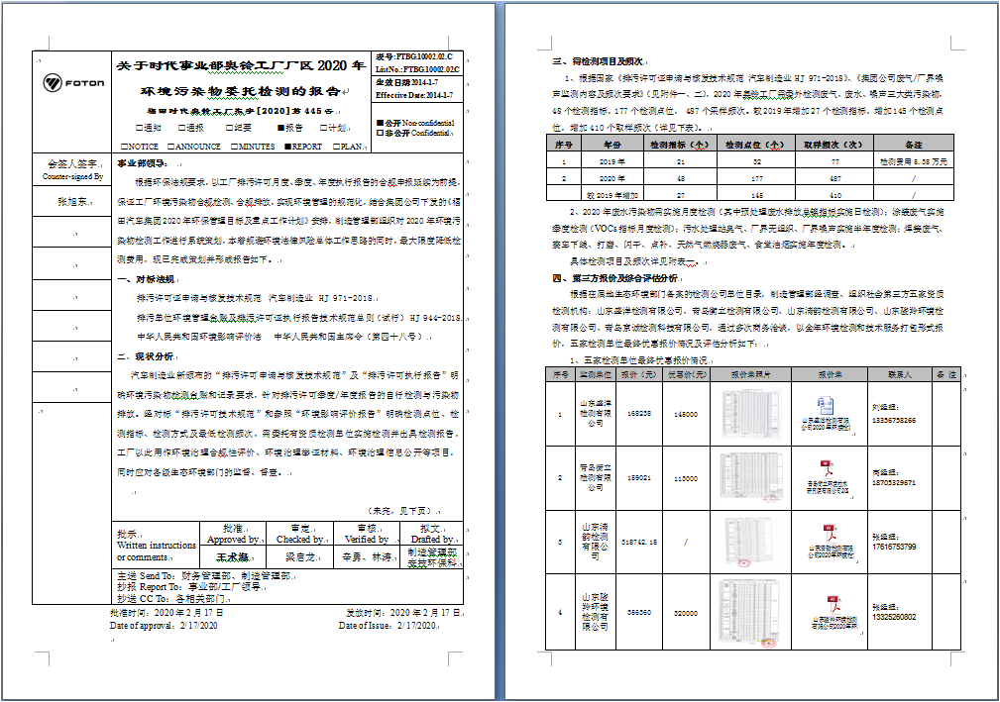 FOTON
关于时代事业部奥铃工厂厂区 2020 年
环境污染物委托检测的报告
福田时代奥铃工厂东字[2020]第 445 号
□通知 □通报 □纪要 ■报告 □计划
□NOTICE □ANNOUNCE □MINUTES ■REPORT □PLAN
表号:FTBG.10002.02.C
ListNo.: FTBG.10002.02C
生效日期 2014-1-7
Effective Date:2014-1-7
■公开 Non-confidential
□非公开 Confidential
会签人签字
Counter-signed By
张旭东
事业部领导：
根据环保法规要求，以工厂排污许可月度、季度、年度执行报告的合规申报延续为前提，
保证工厂环境污染物合规检测、合规排放，实现环境管理的规范化，结合集团公司下发的《福
田汽车集团 2020 年环保管理目标及重点工作计划》安排，制造管理部组织对 2020 年环境污
染物检测工作进行系统策划，本着规避环境法律风险总体工作思路的同时，最大限度降低检
测费用，现已完成策划并形成报告如下。
一、对标法规
排污许可证申请与核发技术规范 汽车制造业 HJ 971-2018
排污单位环境管理台账及排污许可证执行报告技术规范总则（试行）HJ 944-2018
中华人民共和国环境影响评价法 中华人民共和国主席令（第四十八号）
二、现状分析
汽车制造业新颁布的“排污许可证申请与核发技术规范”及“排污许可执行报告”明
确环境污染物检测台账和记录要求，针对排污许可季度/年度报告的自行检测与污染物
排放。经对标“排污许可技术规范”和参照“环境影响评价报告”明确检测点位、检
测指标、检测方式及最低检测频次，需委托有资质检测单位实施检测并出具检测报告，
工厂以此用作环境治理合规性评价、环境治理举证材料、环境治理信息公开等项目，
同时应对各级生态环境部门的监督、督查。
（未完，见下页）
批示
Written instructions
or comments
批准 审定 审核 拟文
Approved by Checked by Verified by Drafted by
王术海 梁启龙 辛勇、林涛 制造管理部
安技环保科
主送 Send To: 财务管理部、制造管理部
抄报 Report To: 事业部/工厂领导
抄送 CC To: 各相关部门
批准时间：2020 年 2 月 17 日 发放时间：2020 年 2 月 17 日
Date of approval: 2/17/2020 Date of Issue: 2/17/2020
三、需检测项目及频次
1、根据国家《排污许可证申请与核发技术规范 汽车制造业 HJ 971-2018》、《集团公司废气/厂界噪
声监测内容及频次要求》（见附件一、二），2020 年奥铃工厂需委外检测废气、废水、噪声三大类污染物，
48 个检测指标，177 个检测点位， 487 个采样频次。较 2019 年增加 27 个检测指标，增加 145 个检测点
位，增加 410 个取样频次（详见下表）。
序号 年份 检测指标（个） 检测点位（个） 取样频次（次） 备注
1 2019 年 21 32 77 检测费用 5.38 万元
2 2020 年 48 177 487 /
较 2019 年增加 27 145 410 /
2、2020 年废水污染物需实施月度检测（其中预处理废水排放总镍指标实施日检测）；涂装废气实施
季度检测（VOCs 指标月度检测）；污水处理站臭气、厂界无组织、厂界噪声实施半年度检测；焊装废气、
整车下线、打磨、闪干、点补、天然气燃烧器废气、食堂油烟实施年度检测。
具体检测项目及频次详见附表一。
四、第三方报价及综合评估分析
根据在属地生态环境部门备案的检测公司单位目录，制造管理部经调查、组织社会第三方五家资质
检测机构：山东盛洋检测有限公司、青岛衡立检测有限公司、山东清韵检测有限公司、山东骏羚环境检
测有限公司、青岛京诚检测科技有限公司，通过多次商务洽谈，以全年环境检测和技术服务打包形式报
价，五家检测单位最终优惠报价情况及评估分析如下：
1、五家检测单位最终优惠报价情况
序号 监测单位 报价（元） 优惠价(元) 报价单照片 报价单 联系人 备 注
1 山东盛洋检测有限公司 158238 145000 山东盛洋检测有限公司2020年环境检 刘经理：
13356758266
2 青岛衡立检测有限公司 159021 113000 青岛衡立环境技术研究院有限公司202 高经理：
18705329671
3 山东清韵检测有限公司 318742.15 / 山东清韵检测有限公司2020年环境检 张经理：
17616753799
4 山东骏羚环境检测有限公司 356360 320000 山东骏羚环境检测有限公司2020年环 张经理：
13325260802